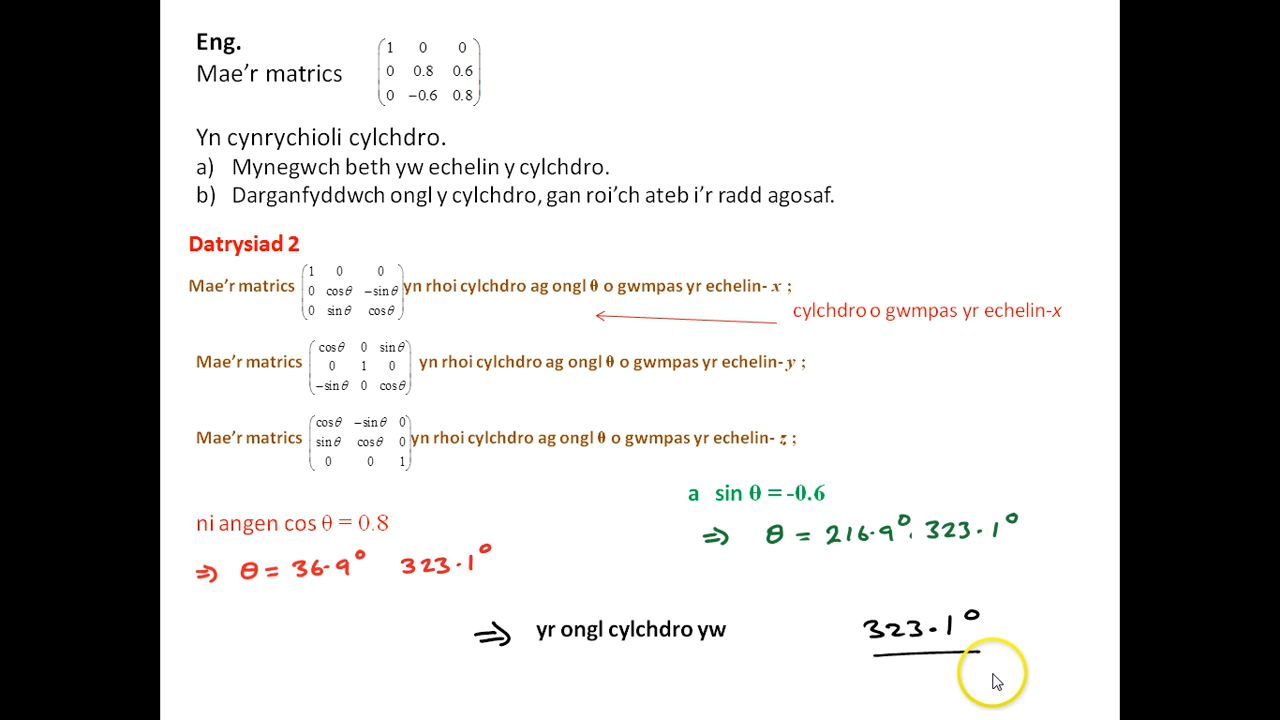 Eng.
Mae’r matrics
1 0 0
0 0.8 0.6
0 −0.6 0.8
Yn cynrychioli cylchdro.
a) Mynegwch beth yw echelin y cylchdro.
b) Darganfyddwch ongl y cylchdro, gan roi’ch ateb i’r radd agosaf.
Datrysiad 2
1 0 0
0 cosθ −sinθ
0 sinθ cosθ
Mae’r matrics yn rhoi cylchdro ag ongl θ o gwmpas yr echelin- x ;
cylchdro o gwmpas yr echelin-x
cosθ 0 sinθ
0 1 0
−sinθ 0 cosθ
Mae’r matrics yn rhoi cylchdro ag ongl θ o gwmpas yr echelin- y ;
cosθ −sinθ 0
sinθ cosθ 0
0 0 1
Mae’r matrics yn rhoi cylchdro ag ongl θ o gwmpas yr echelin- z ;
a sin θ = -0.6
ni angen cos θ = 0.8
⇒ θ = 216.9°, 323.1°
⇒ θ = 36.9° 323.1°
⇒ yr ongl cylchdro yw 323.1°